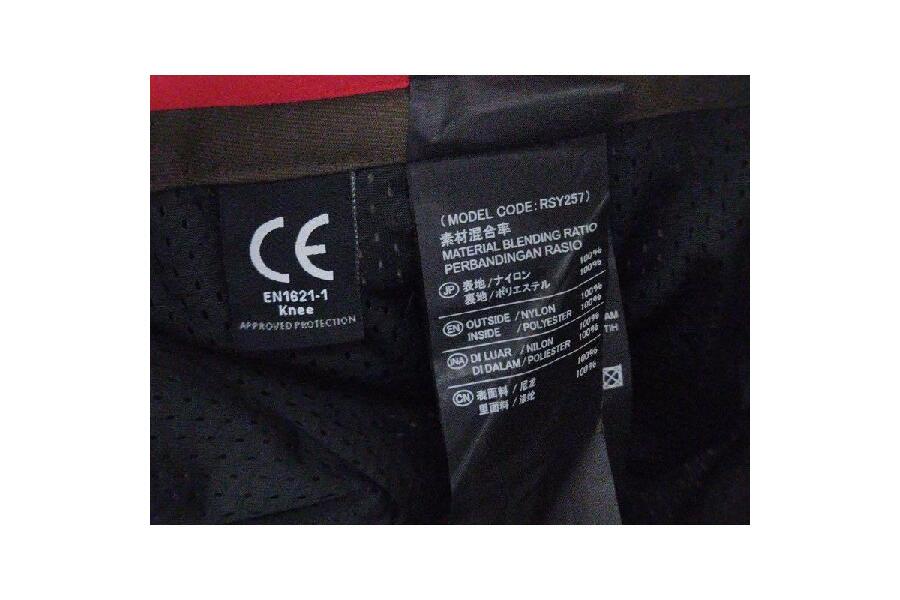 CE
EN1621-1
Knee
APPROVED PROTECTION
(MODEL CODE: RSY257)
素材混合率
MATERIAL BLENDING RATIO
PERBANDINGAN RASIO
JP 表地/ナイロン 100%
裏地/ポリエステル 100%
EN OUTSIDE /NYLON 100%
INSIDE /POLYESTER 100%
INA DI LUAR /NILON 100%
DI DALAM/POLIESTER 100%
CN 表面料/尼龙 100%
里面料/涤纶 100%
AM
TIH